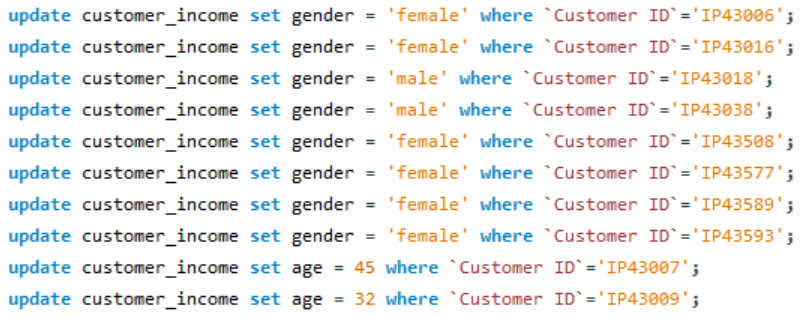 update customer_income set gender = 'female' where `Customer ID`='IP43006';
update customer_income set gender = 'female' where `Customer ID`='IP43016';
update customer_income set gender = 'male' where `Customer ID`='IP43018';
update customer_income set gender = 'male' where `Customer ID`='IP43038';
update customer_income set gender = 'female' where `Customer ID`='IP43508';
update customer_income set gender = 'female' where `Customer ID`='IP43577';
update customer_income set gender = 'female' where `Customer ID`='IP43589';
update customer_income set gender = 'female' where `Customer ID`='IP43593';
update customer_income set age = 45 where `Customer ID`='IP43007';
update customer_income set age = 32 where `Customer ID`='IP43009';